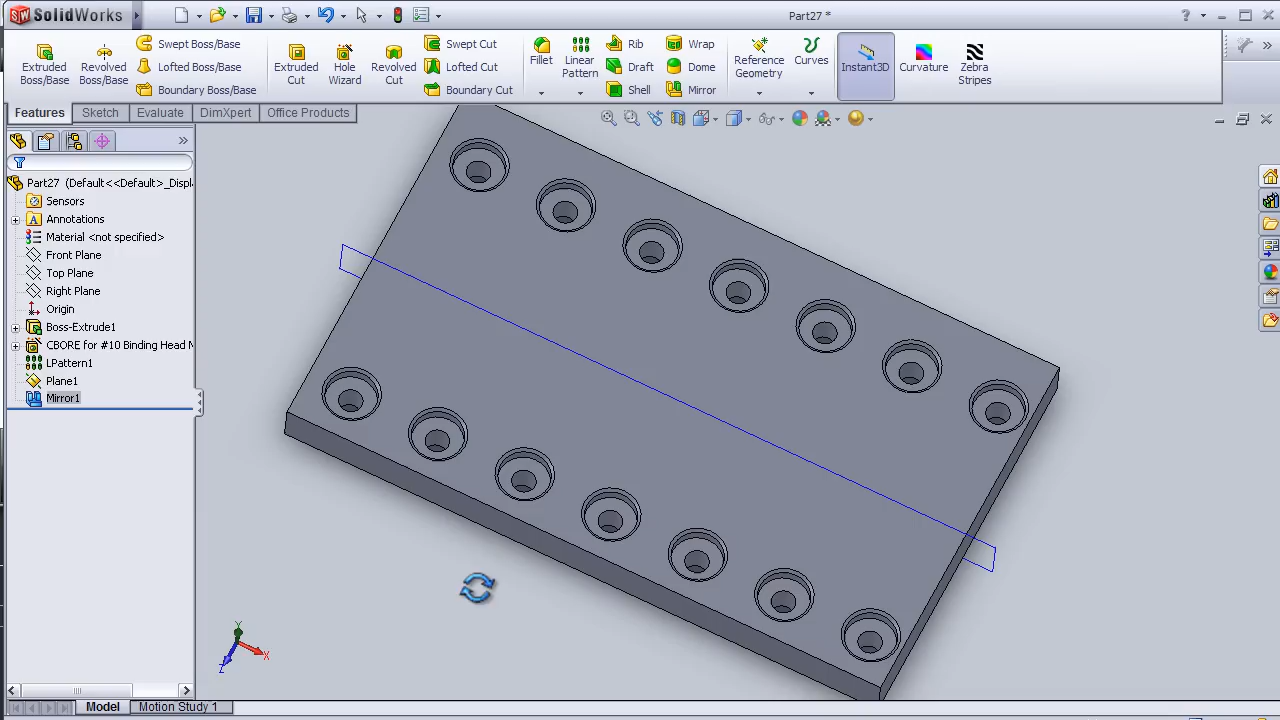 SolidWorks
Part27 *
Extruded Boss/Base
Revolved Boss/Base
Swept Boss/Base
Lofted Boss/Base
Boundary Boss/Base
Extruded Cut
Hole Wizard
Revolved Cut
Swept Cut
Lofted Cut
Boundary Cut
Fillet
Linear Pattern
Rib
Draft
Shell
Wrap
Dome
Mirror
Reference Geometry
Curves
Instant3D
Curvature
Zebra Stripes
Features
Sketch
Evaluate
DimXpert
Office Products
Part27 (Default<<Default>_Displ
Sensors
Annotations
Material <not specified>
Front Plane
Top Plane
Right Plane
Origin
Boss-Extrude1
CBORE for #10 Binding Head M
LPattern1
Plane1
Mirror1
Y
X
Z
Model
Motion Study 1